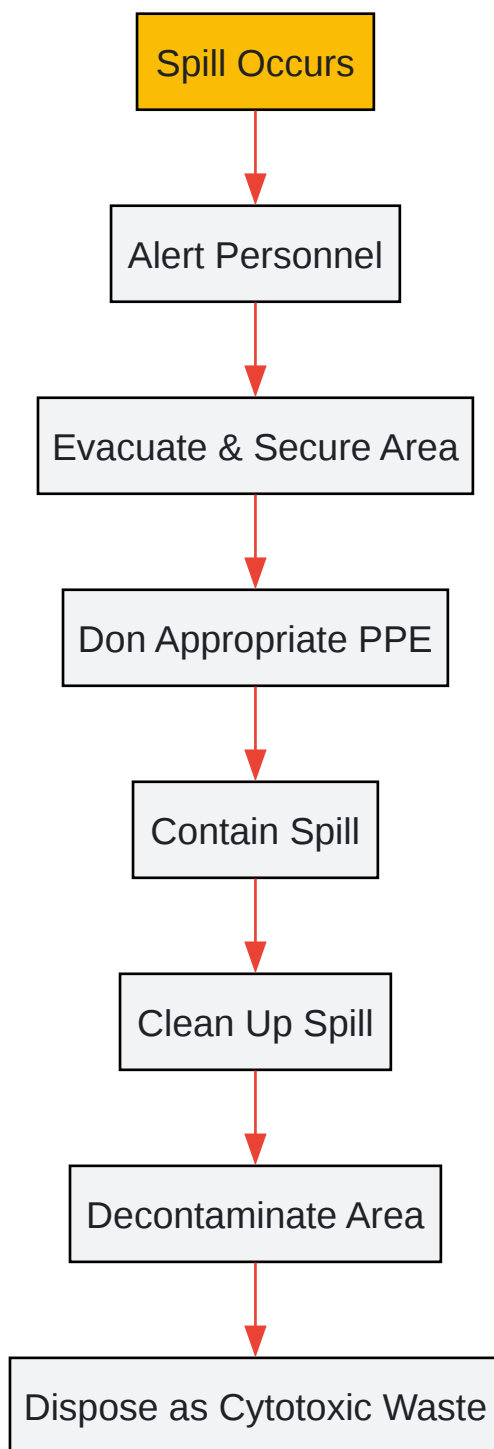 Spill Occurs
Alert Personnel
Evacuate & Secure Area
Don Appropriate PPE
Contain Spill
Clean Up Spill
Decontaminate Area
Dispose as Cytotoxic Waste